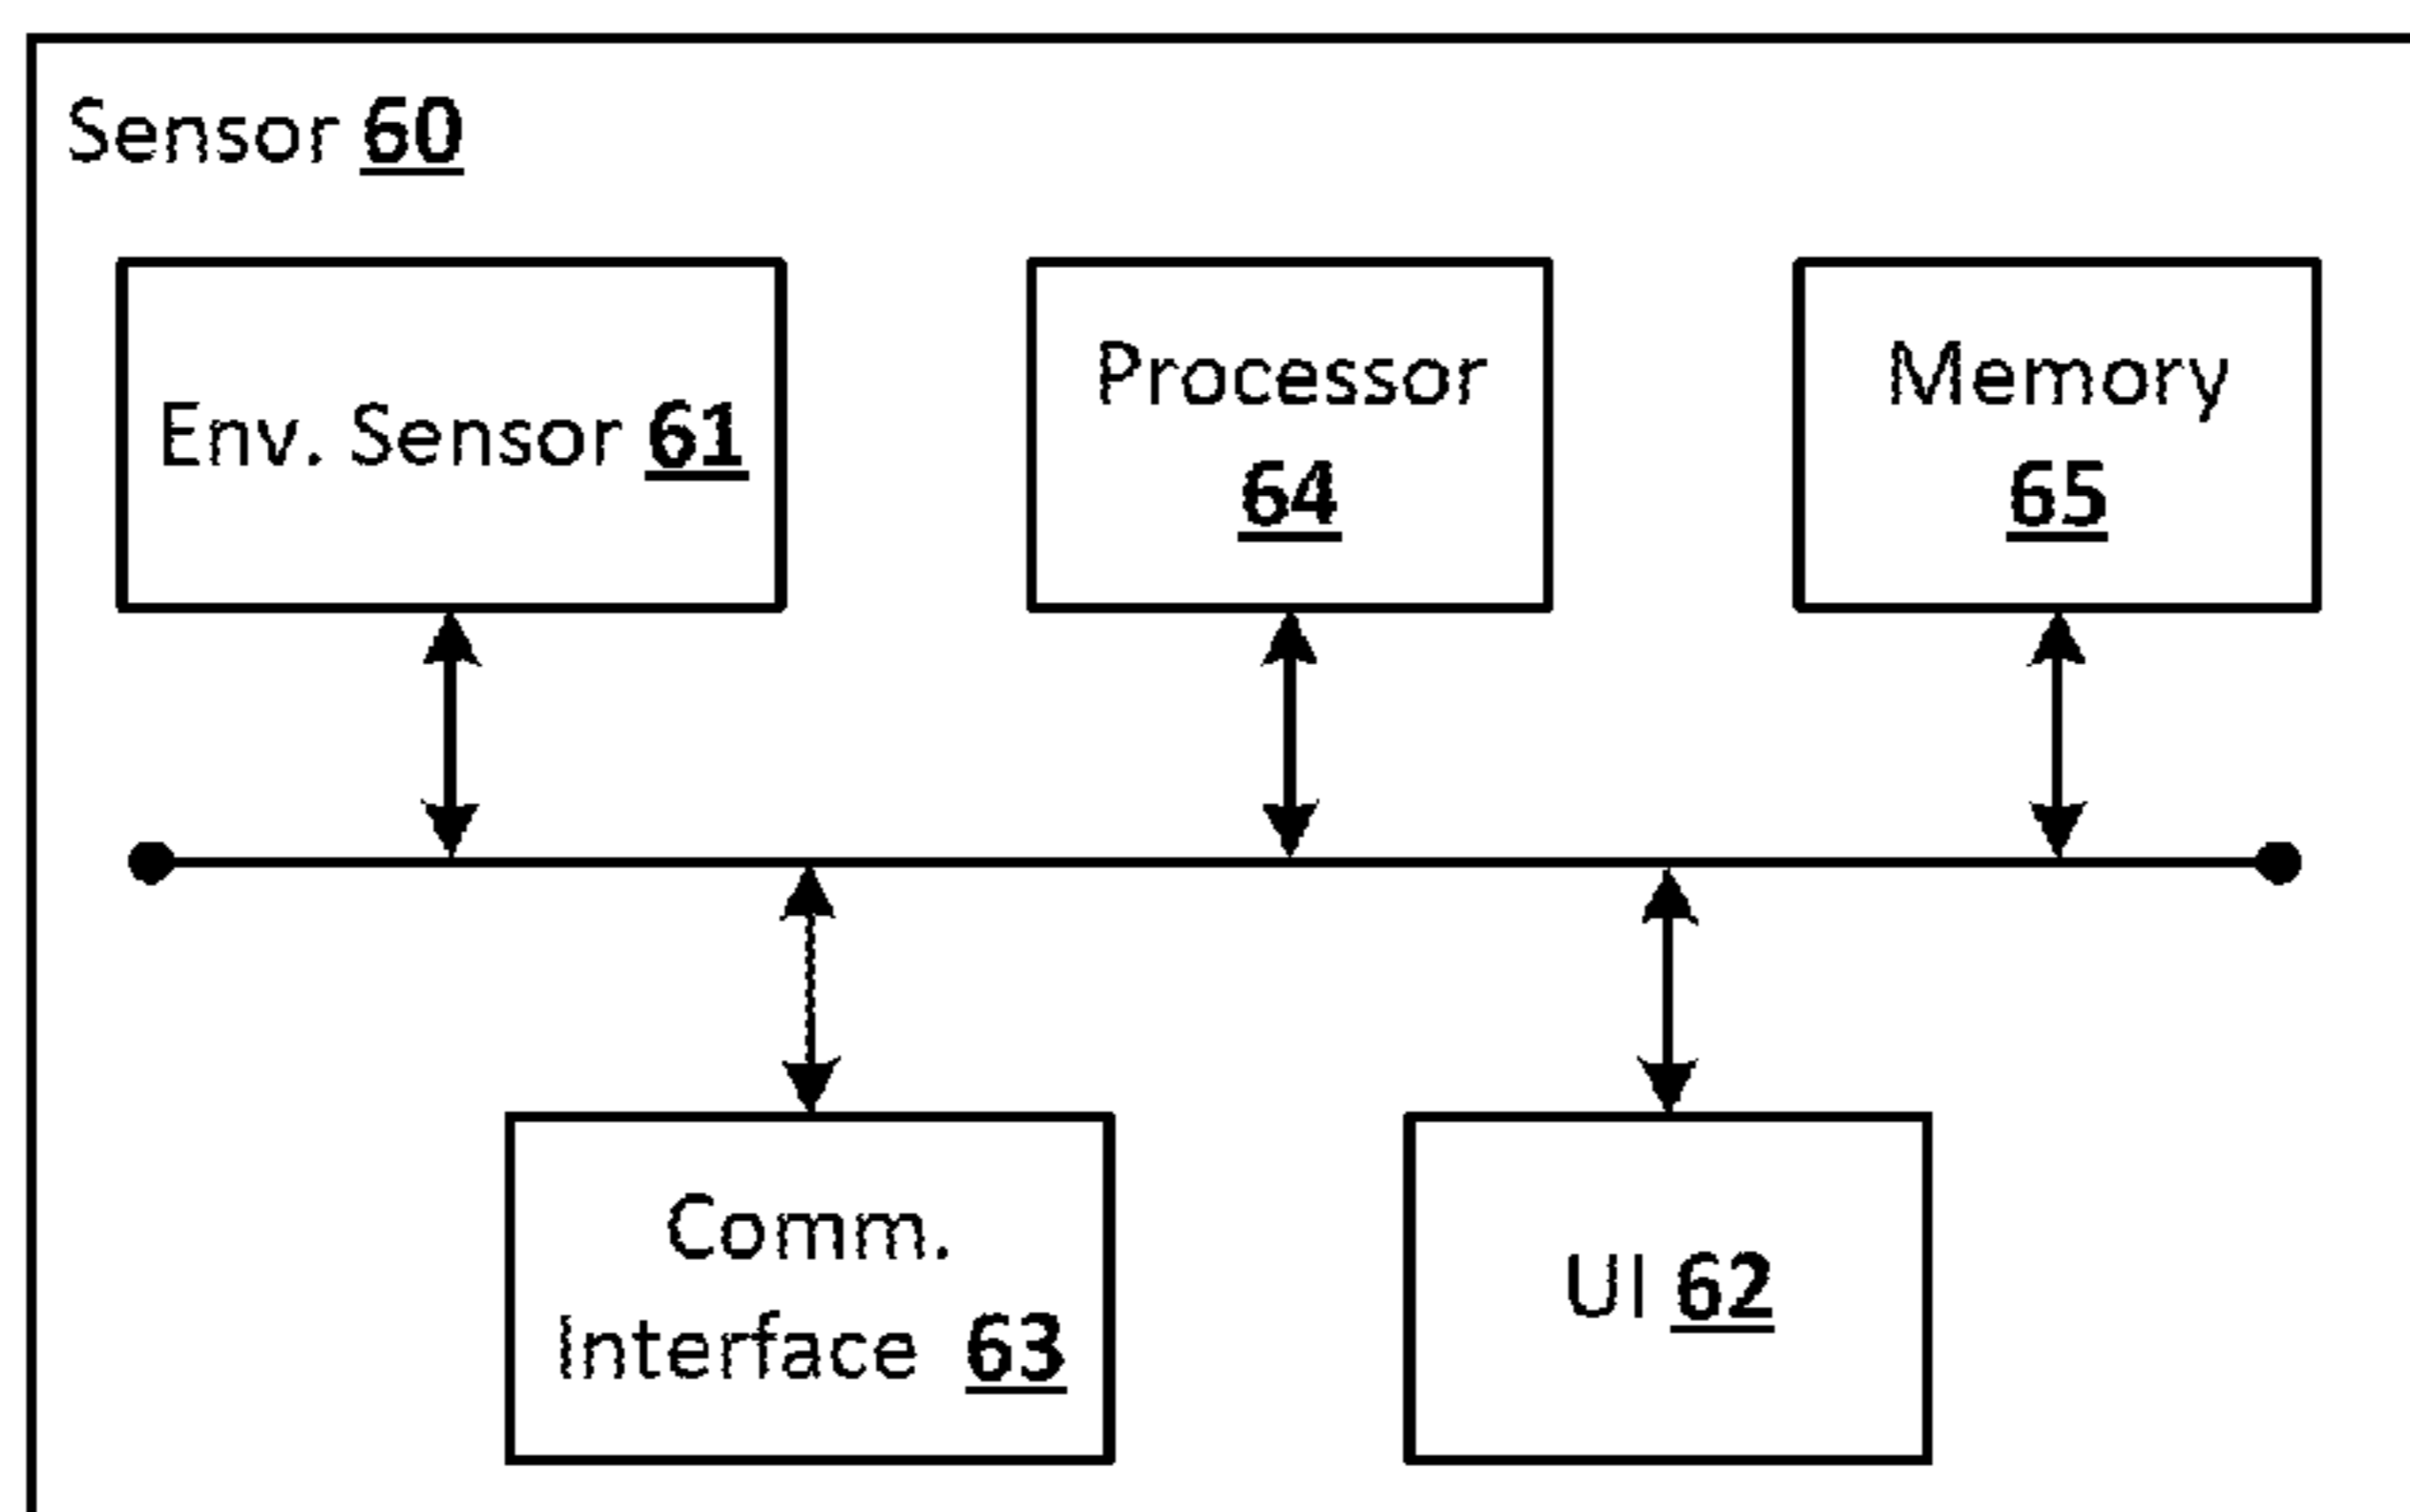 Sensor 60
Env. Sensor 61
Processor
64
Memory
65
Comm.
Interface 63
UI 62